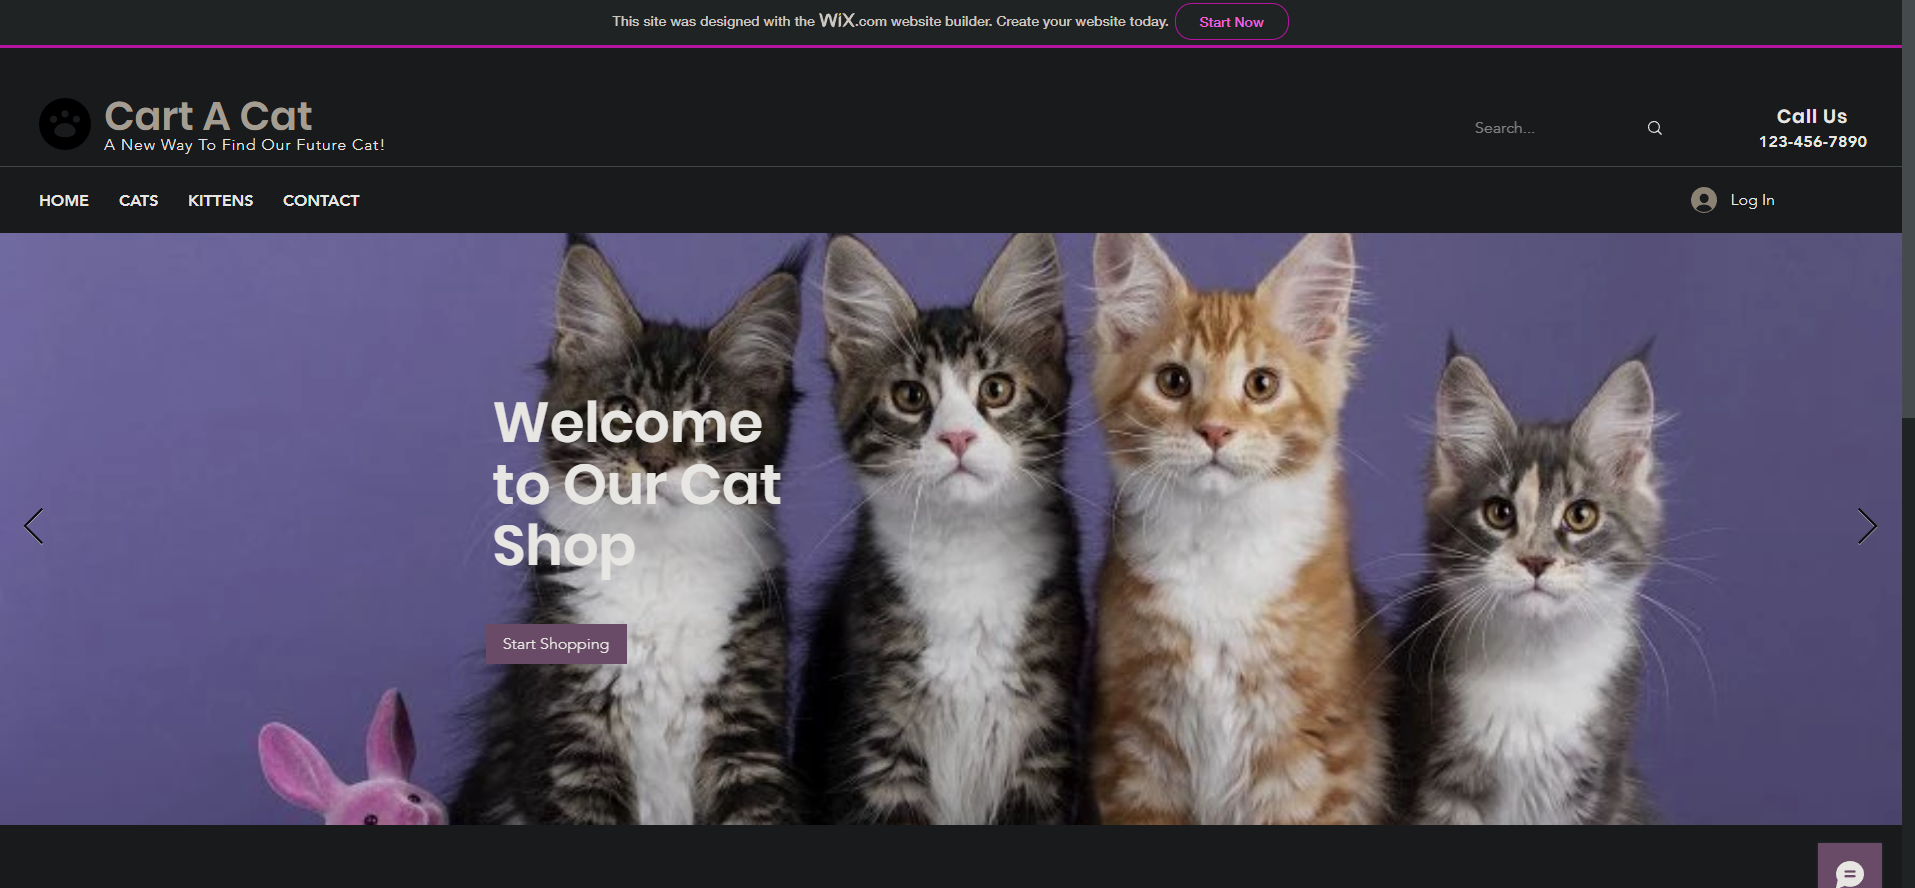 This site was designed with the WiX.com website builder. Create your website today. Start Now
Cart A Cat
A New Way To Find Our Future Cat!
Search...
Call Us
123-456-7890
HOME CATS KITTENS CONTACT
Log In
Welcome
to Our Cat
Shop
Start Shopping